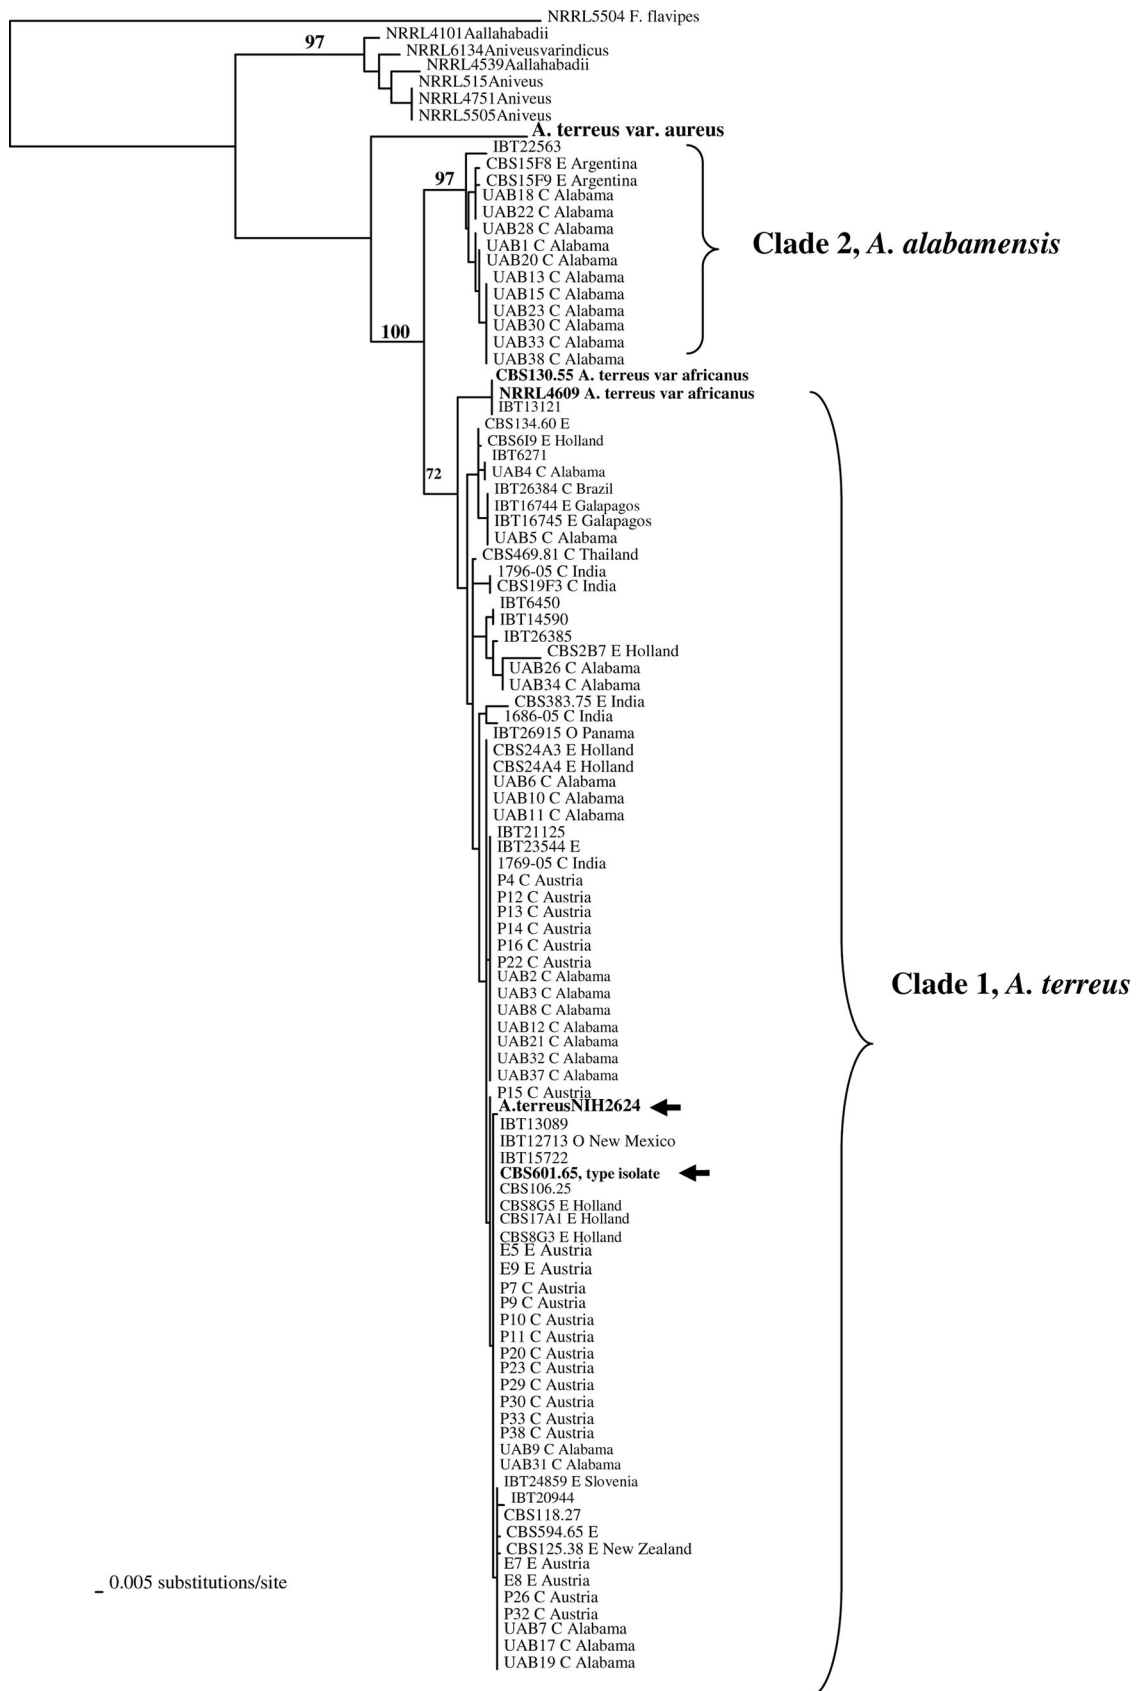 NRRL5504 F. flavipes
NRRL4101Aallahabadii
97
NRRL6134Aniveusvarindicus
NRRL4539Aallahabadii
NRRL515Aniveus
NRRL4751Aniveus
NRRL5505Aniveus
A. terreus var. aureus
IBT22563
CBS15F8 E Argentina
97
CBS15F9 E Argentina
UAB18 C Alabama
UAB22 C Alabama
UAB28 C Alabama
UAB1 C Alabama
Clade 2, A. alabamensis
UAB20 C Alabama
UAB13 C Alabama
UAB15 C Alabama
UAB23 C Alabama
UAB30 C Alabama
100
UAB33 C Alabama
UAB38 C Alabama
CBS130.55 A. terreus var africanus
NRRL4609 A. terreus var africanus
IBT13121
CBS134.60 E
CBS6I9 E Holland
IBT6271
72
UAB4 C Alabama
IBT26384 C Brazil
IBT16744 E Galapagos
IBT16745 E Galapagos
UAB5 C Alabama
CBS469.81 C Thailand
1796-05 C India
CBS19F3 C India
IBT6450
IBT14590
IBT26385
CBS2B7 E Holland
UAB26 C Alabama
UAB34 C Alabama
CBS383.75 E India
1686-05 C India
IBT26915 O Panama
CBS24A3 E Holland
CBS24A4 E Holland
UAB6 C Alabama
UAB10 C Alabama
UAB11 C Alabama
IBT21125
IBT23544 E
1769-05 C India
P4 C Austria
P12 C Austria
P13 C Austria
P14 C Austria
P16 C Austria
P22 C Austria
UAB2 C Alabama
Clade 1, A. terreus
UAB3 C Alabama
UAB8 C Alabama
UAB12 C Alabama
UAB21 C Alabama
UAB32 C Alabama
UAB37 C Alabama
P15 C Austria
A.terreusNIH2624
IBT13089
IBT12713 O New Mexico
IBT15722
CBS601.65, type isolate
CBS106.25
CBS8G5 E Holland
CBS17A1 E Holland
CBS8G3 E Holland
E5 E Austria
E9 E Austria
P7 C Austria
P9 C Austria
P10 C Austria
P11 C Austria
P20 C Austria
P23 C Austria
P29 C Austria
P30 C Austria
P33 C Austria
P38 C Austria
UAB9 C Alabama
UAB31 C Alabama
IBT24859 E Slovenia
IBT20944
CBS118.27
CBS594.65 E
CBS125.38 E New Zealand
E7 E Austria
E8 E Austria
0.005 substitutions/site
P26 C Austria
P32 C Austria
UAB7 C Alabama
UAB17 C Alabama
UAB19 C Alabama